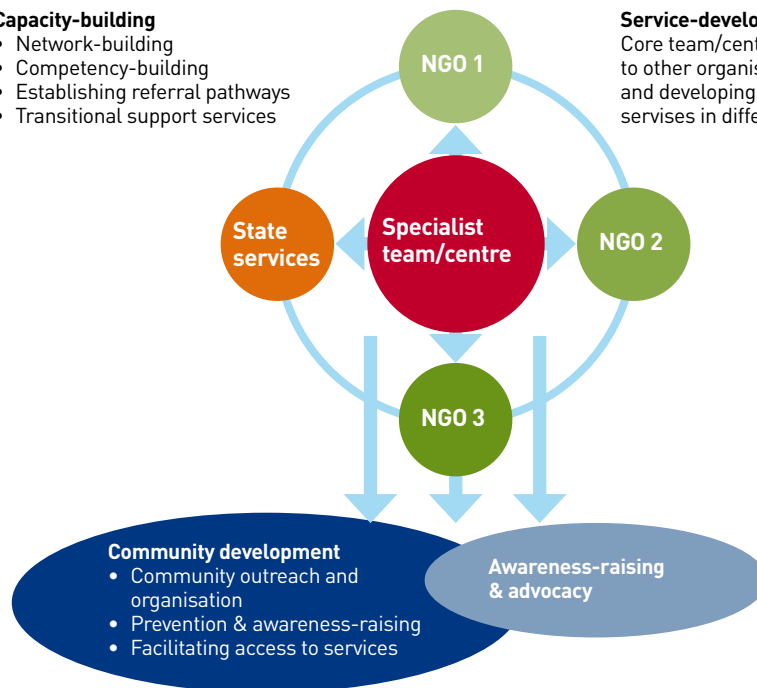 Capacity-building
• Network-building
• Competency-building
• Establishing referral pathways
• Transitional support services
NGO 1
Core team/cent
to other organis
and developing
servises in diffe
State
services
Specialist
team/centre
NGO 2
NGO 3
Community development
• Community outreach and
organisation
• Prevention & awareness-raising
• Facilitating access to services
Awareness-raising
& advocacy